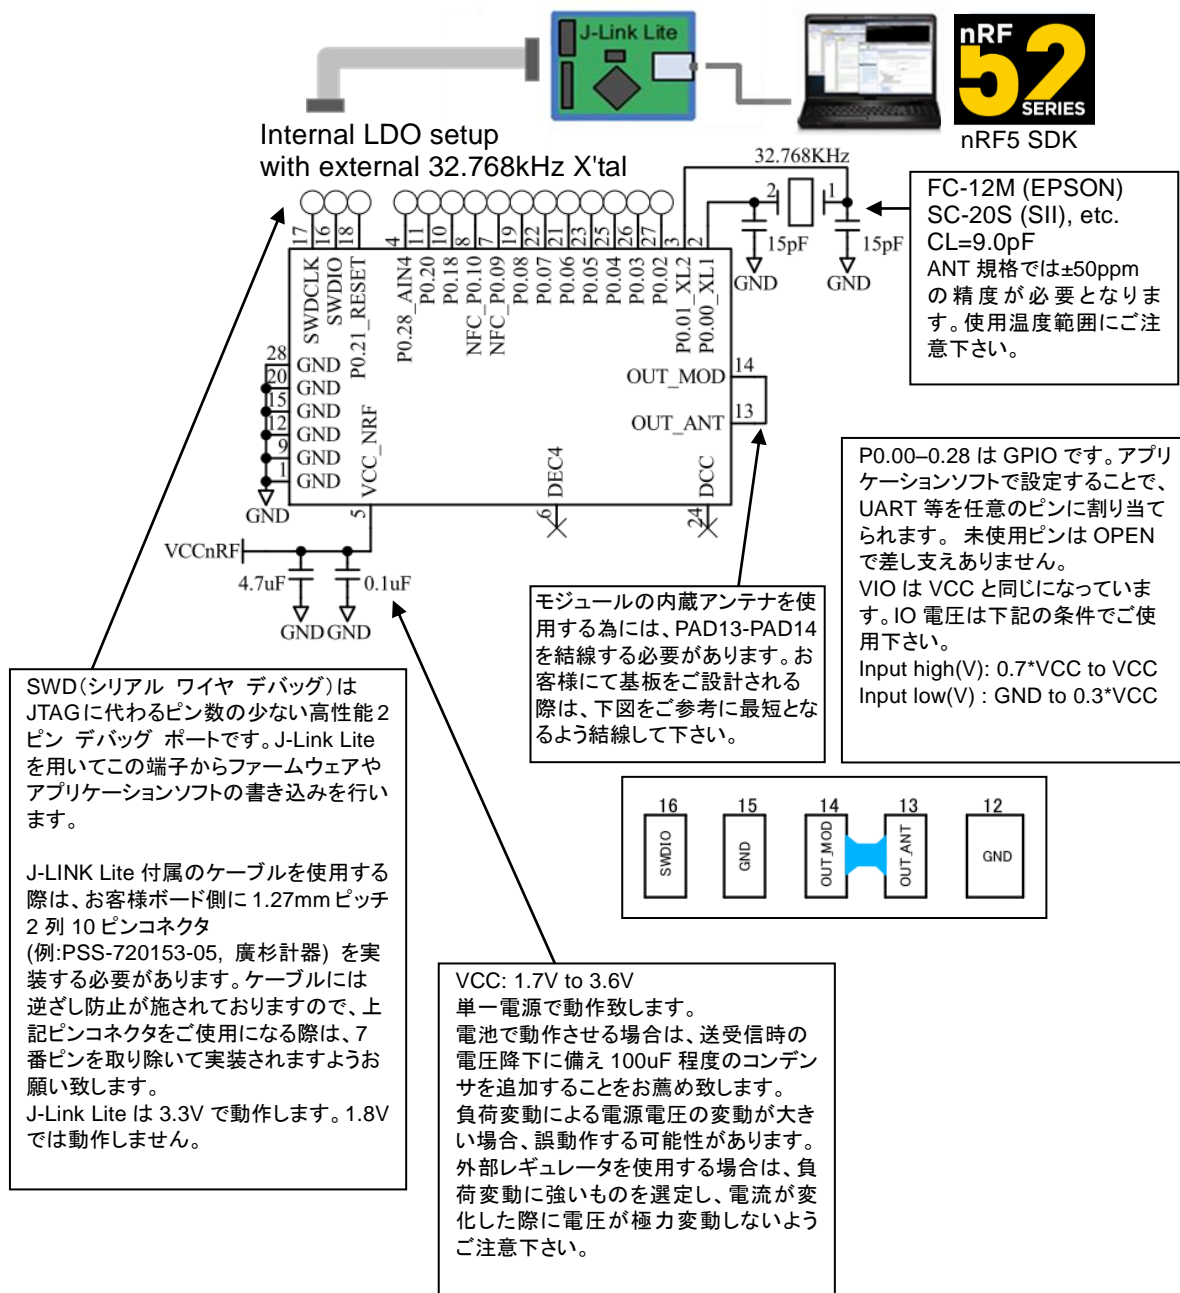 J-Link Lite
nRF
52
SERIES
nRF5 SDK
Internal LDO setup
with external 32.768kHz X'tal
32.768KHz
2
1
15pF
15pF
GND
GND
FC-12M (EPSON)
SC-20S (SII), etc.
CL=9.0pF
ANT 規格では±50ppm
の精度が必要となりま
す。使用温度範囲にご注
意下さい。
17
16
18
4
11
10
8
7
19
22
21
23
25
26
27
3
2
SWDCLK
SWDIO
P0.21_RESET
P0.28_AIN4
P0.20
P0.18
NFC_P0.10
NFC_P0.09
P0.08
P0.07
P0.06
P0.05
P0.04
P0.03
P0.02
P0.01_XL2
P0.00_XL1
28 GND
20 GND
15 GND
12 GND
9 GND
1 GND
GND
OUT_MOD 14
OUT_ANT 13
VCC_NRF
5
DEC4
6
DCC
24
VCCnRF
4.7uF
0.1uF
GND
GND
P0.00–0.28 は GPIO です。アプリ
ケーションソフトで設定することで、
UART 等を任意のピンに割り当て
られます。 未使用ピンは OPEN
で差し支えありません。
VIO は VCC と同じになっていま
す。IO 電圧は下記の条件でご使
用下さい。
Input high(V): 0.7*VCC to VCC
Input low(V) : GND to 0.3*VCC
モジュールの内蔵アンテナを使
用する為には、PAD13-PAD14
を結線する必要があります。お
客様にて基板をご設計される
際は、下図をご参考に最短とな
るよう結線して下さい。
SWD（シリアル ワイヤ デバッグ）は
JTAGに代わるピン数の少ない高性能2
ピン デバッグ ポートです。J-Link Lite
を用いてこの端子からファームウェアや
アプリケーションソフトの書き込みを行い
ます。
J-LINK Lite 付属のケーブルを使用する
際は、お客様ボード側に1.27mmピッチ
2 列 10 ピンコネクタ
(例:PSS-720153-05, 廣杉計器) を実
装する必要があります。ケーブルには
逆ざし防止が施されておりますので、上
記ピンコネクタをご使用になる際は、7
番ピンを取り除いて実装されますようお
願い致します。
J-Link Lite は 3.3V で動作します。1.8V
では動作しません。
16
15
14
13
12
SWDIO
GND
OUT_MOD
OUT_ANT
GND
VCC: 1.7V to 3.6V
単一電源で動作致します。
電池で動作させる場合は、送受信時の
電圧降下に備え 100uF 程度のコンデン
サを追加することをお薦め致します。
負荷変動による電源電圧の変動が大き
い場合、誤動作する可能性があります。
外部レギュレータを使用する場合は、負
荷変動に強いものを選定し、電流が変
化した際に電圧が極力変動しないよう
ご注意下さい。